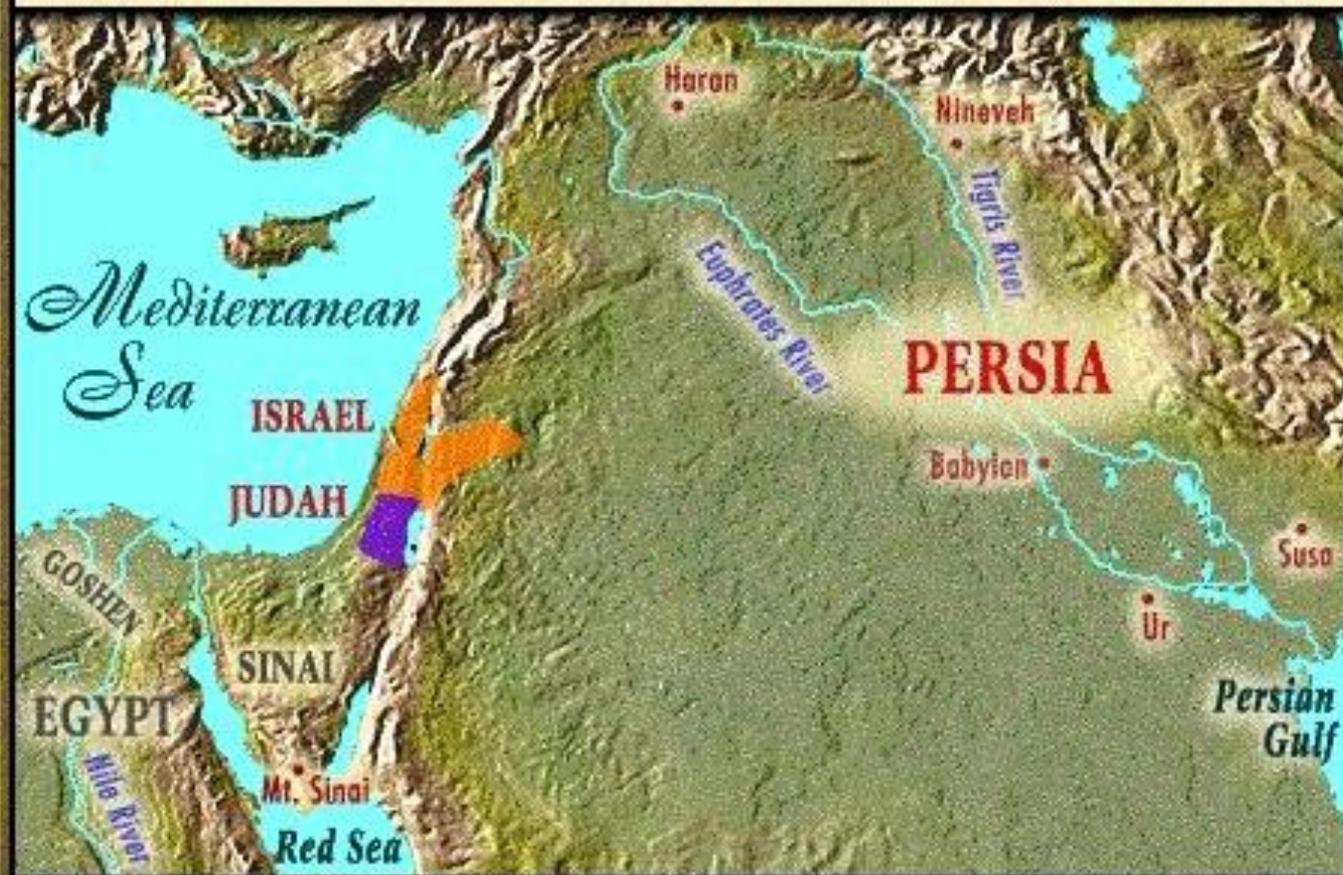 Haran
Nineveh
Tigris River
Euphrates River
Mediterranean
Sea
PERSIA
ISRAEL
Babylon
JUDAH
Susa
GOSHEN
Ur
SINAI
EGYPT
Persian
Gulf
Nile River
Mt. Sinai
Red Sea